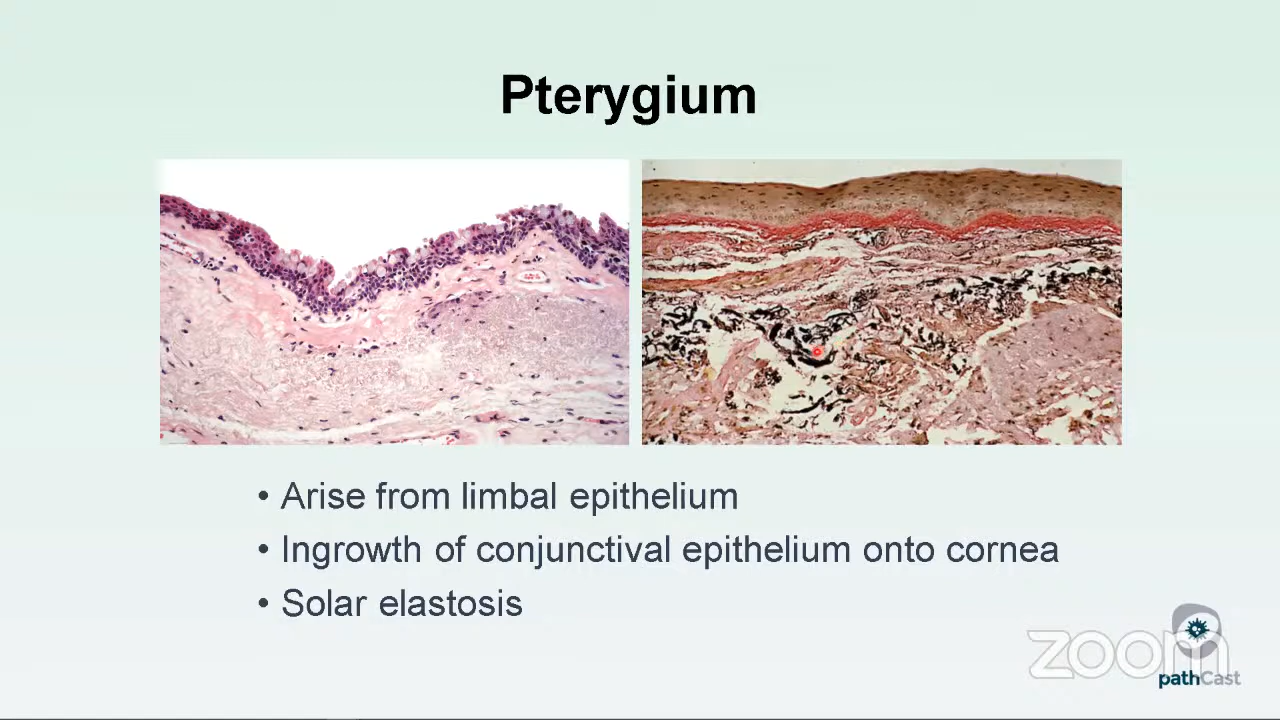 Pterygium
• Arise from limbal epithelium
• Ingrowth of conjunctival epithelium onto cornea
• Solar elastosis
zoom
pathCast